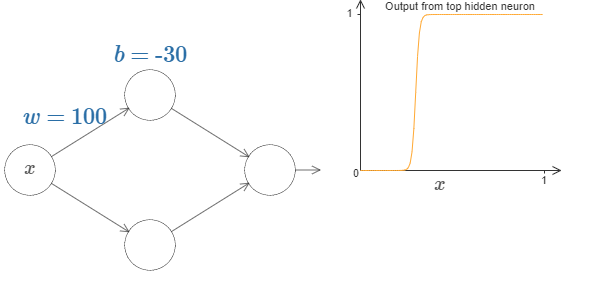 b = -30
w = 100
x
Output from top hidden neuron
1
0
x
1